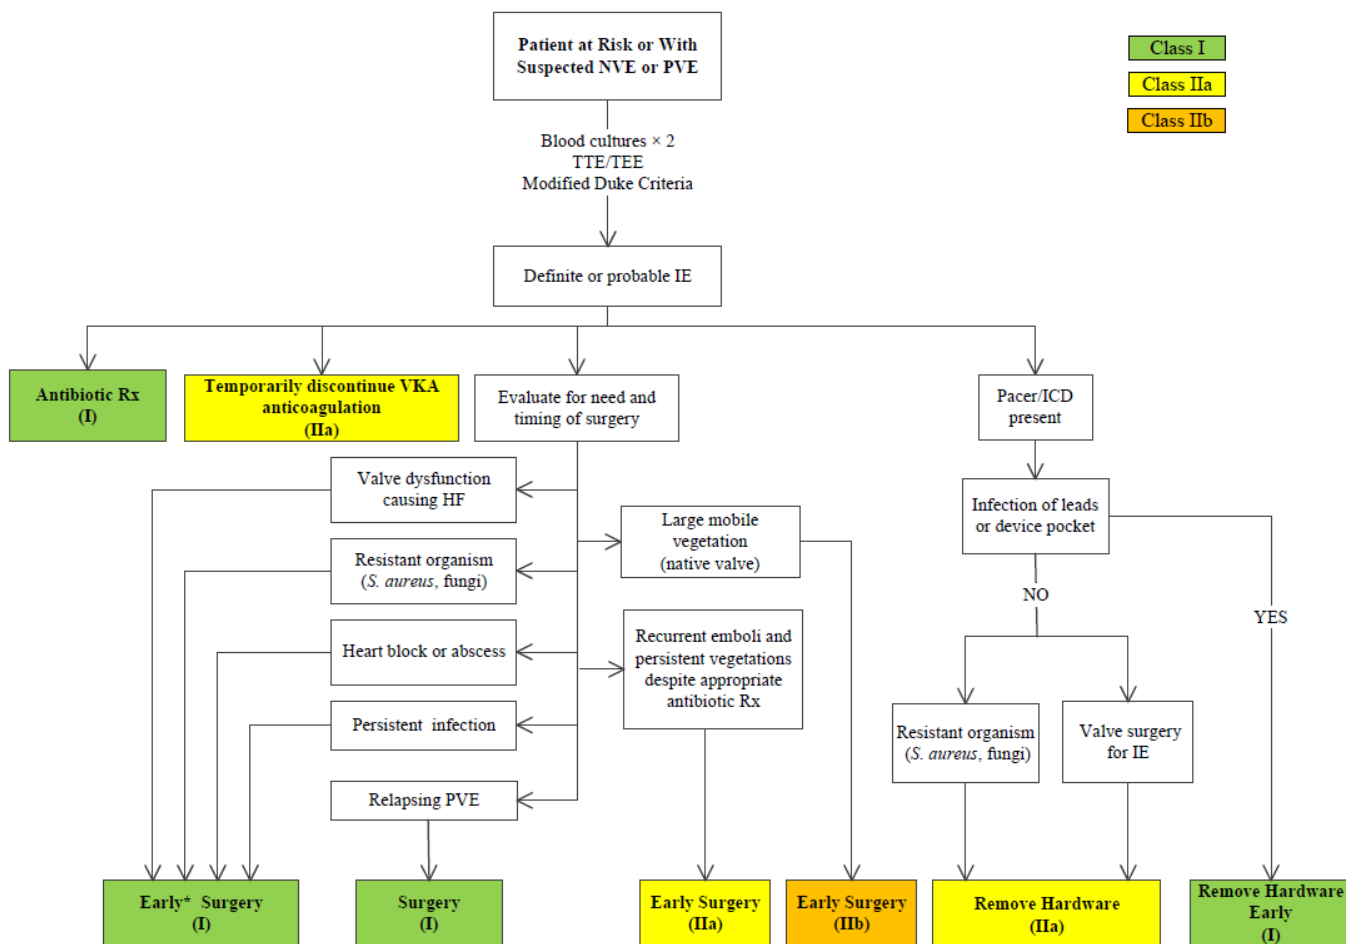 Patient at Risk or With
Suspected NVE or PVE
Class I
Class IIa
Class IIb
Blood cultures × 2
TTE/TEE
Modified Duke Criteria
Definite or probable IE
Antibiotic Rx
(I)
Temporarily discontinue VKA
anticoagulation
(IIa)
Evaluate for need and
timing of surgery
Pacer/ICD
present
Valve dysfunction
causing HF
Large mobile
vegetation
(native valve)
Infection of leads
or device pocket
Resistant organism
(S. aureus, fungi)
NO
YES
Heart block or abscess
Recurrent emboli and
persistent vegetations
despite appropriate
antibiotic Rx
Persistent infection
Resistant organism
(S. aureus, fungi)
Valve surgery
for IE
Relapsing PVE
Early* Surgery
(I)
Surgery
(I)
Early Surgery
(IIa)
Early Surgery
(IIb)
Remove Hardware
(IIa)
Remove Hardware
Early
(I)